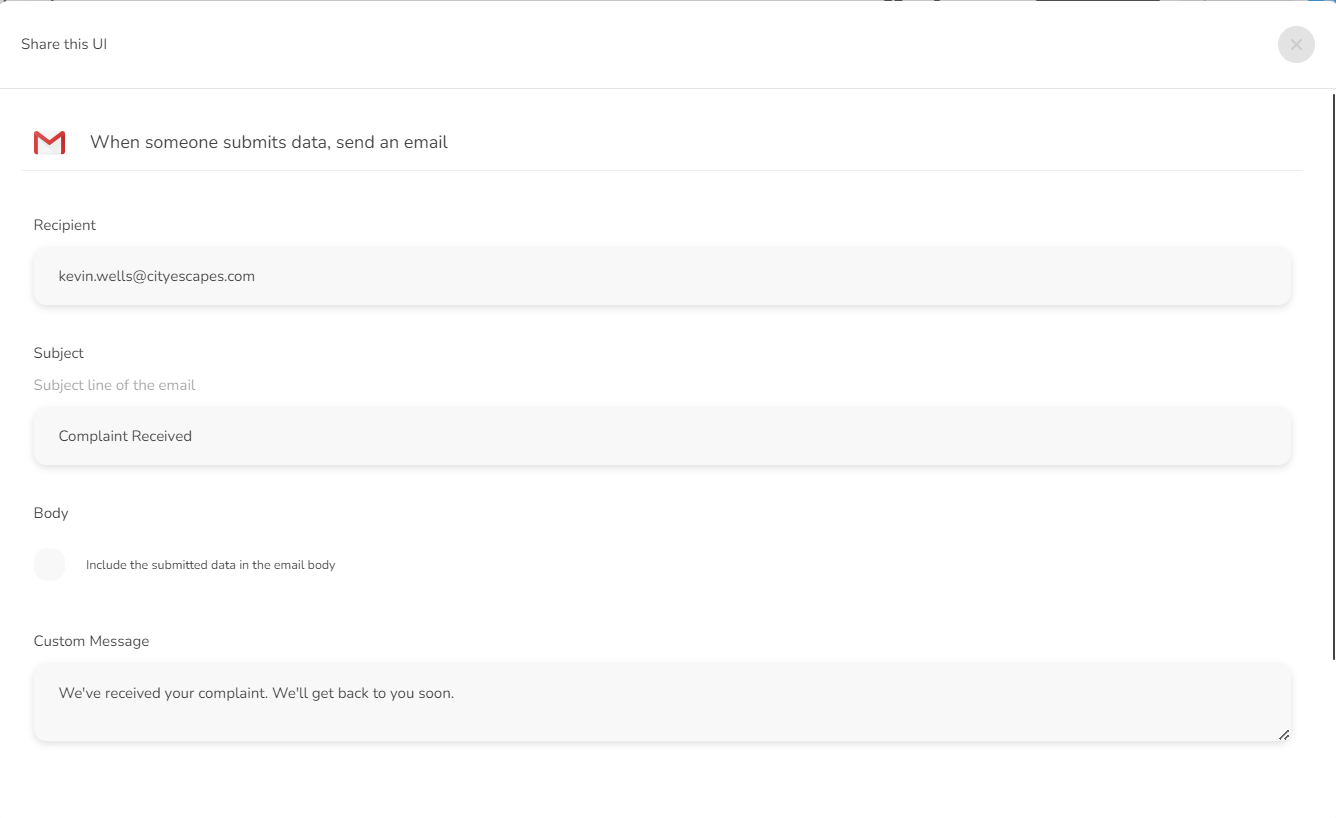 Share this UI
When someone submits data, send an email
Recipient
kevin.wells@cityescapes.com
Subject
Subject line of the email
Complaint Received
Body
Include the submitted data in the email body
Custom Message
We've received your complaint. We'll get back to you soon.